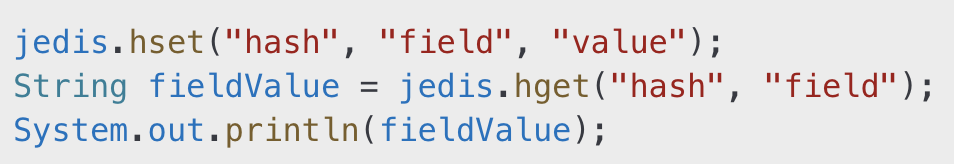 jedis.hset("hash", "field", "value");
String fieldValue = jedis.hget("hash", "field");
System.out.println(fieldValue);